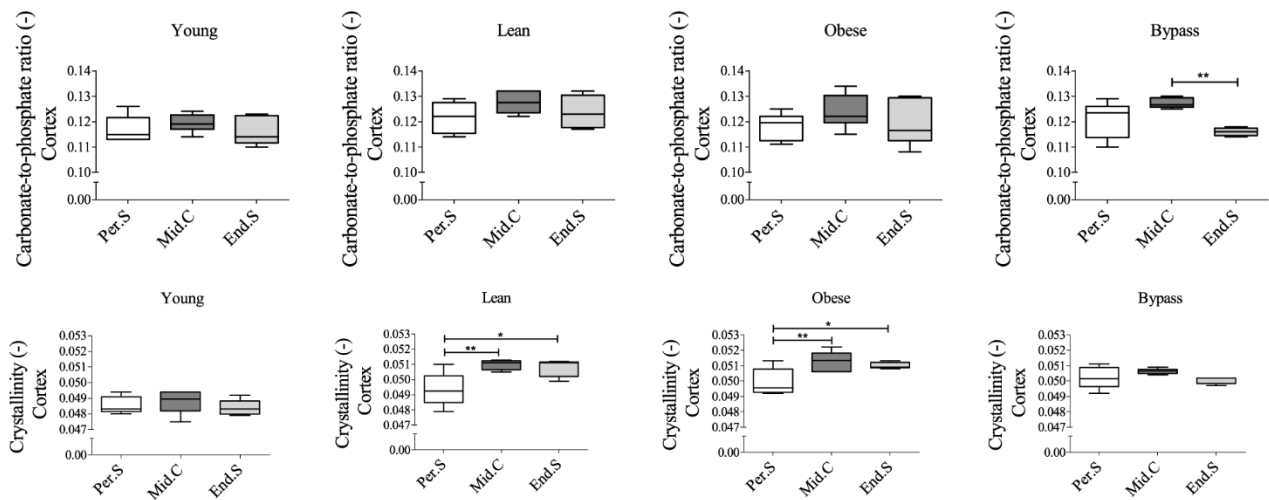 Young
Carbonate-to-phosphate ratio (-)
Cortex
0.14
0.13
0.12
0.11
0.10
0.00
Per.S
Mid.C
End.S
Lean
Carbonate-to-phosphate ratio (-)
Cortex
0.14
0.13
0.12
0.11
0.10
0.00
Per.S
Mid.C
End.S
Obese
Carbonate-to-phosphate ratio (-)
Cortex
0.14
0.13
0.12
0.11
0.10
0.00
Per.S
Mid.C
End.S
Bypass
Carbonate-to-phosphate ratio (-)
Cortex
0.14
0.13
0.12
0.11
0.10
0.00
**
Per.S
Mid.C
End.S
Young
Crystallinity (-)
Cortex
0.053
0.052
0.051
0.050
0.049
0.048
0.047
0.00
Per.S
Mid.C
End.S
Lean
Crystallinity (-)
Cortex
0.053
0.052
0.051
0.050
0.049
0.048
0.047
0.00
*
**
Per.S
Mid.C
End.S
Obese
Crystallinity (-)
Cortex
0.053
0.052
0.051
0.050
0.049
0.048
0.047
0.00
*
**
Per.S
Mid.C
End.S
Bypass
Crystallinity (-)
Cortex
0.053
0.052
0.051
0.050
0.049
0.048
0.047
0.00
Per.S
Mid.C
End.S